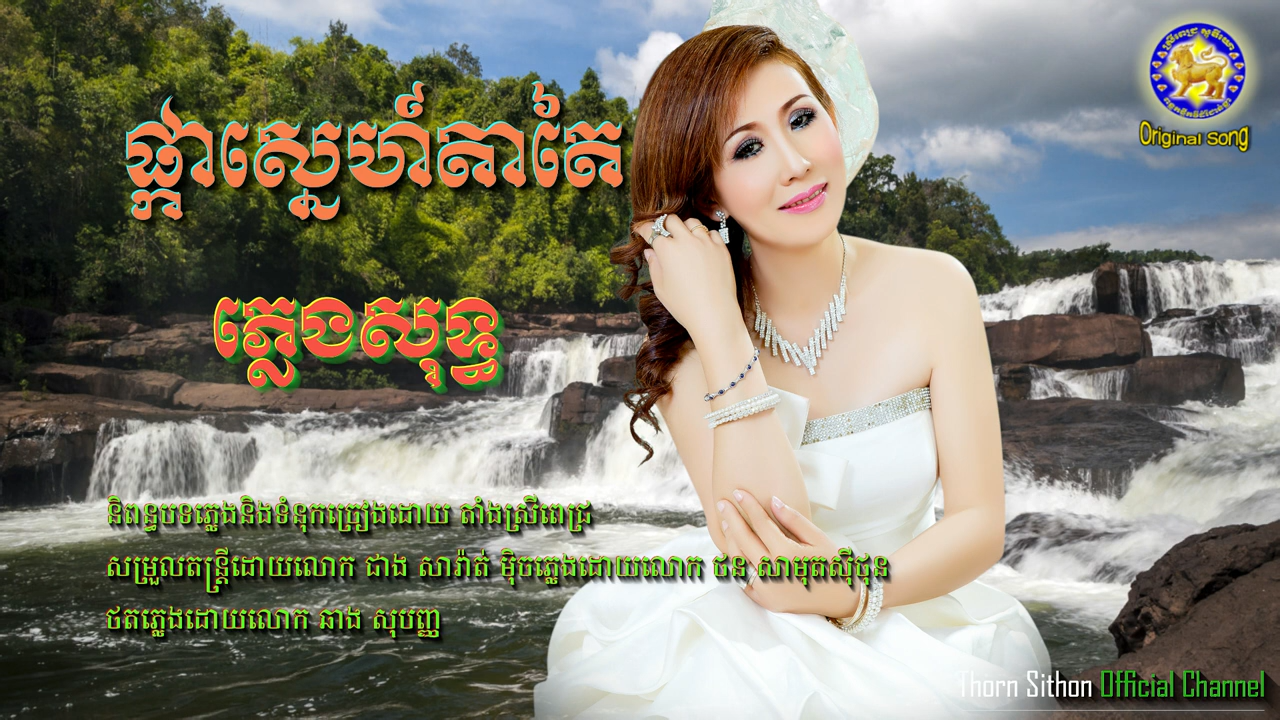 ផ្កាស្នេហ៍តាតៃ
ភ្លេងសុទ្ធ
និពន្ធបទភ្លេងនិងទំនុកច្រៀងដោយ តាំងស្រីពេជ្រ
សម្រួលតន្ត្រីដោយលោក ជាង សារ៉ាត់ ម៉ិចភ្លេងដោយលោក ថន សាមុតស៊ីថុន
ថតភ្លេងដោយលោក ឆាង សុបញ្ញ
Original Song
Thorn Sithon Official Channel